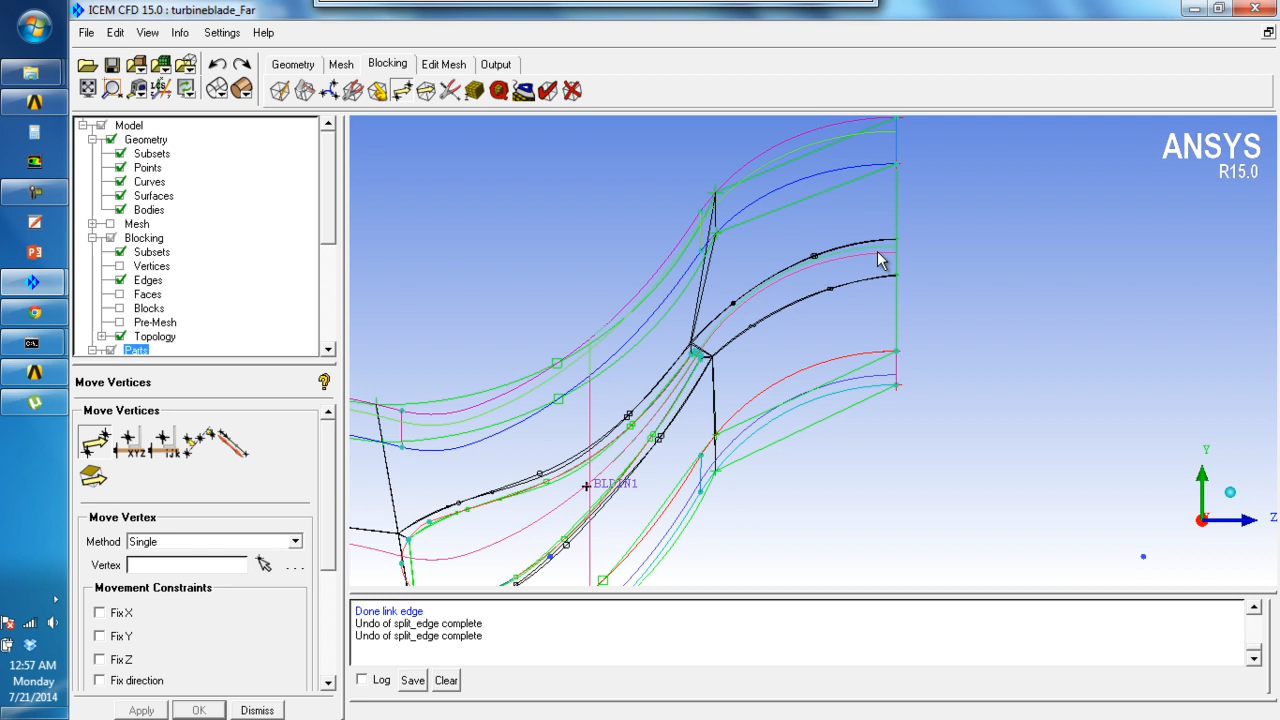 ICEM CFD 15.0 : turbineblade_Far
File Edit View Info Settings Help
Geometry Mesh Blocking Edit Mesh Output
Model
Geometry
Subsets
Points
Curves
Surfaces
Bodies
Mesh
Blocking
Subsets
Vertices
Edges
Faces
Blocks
Pre-Mesh
Topology
Parts
Move Vertices
Move Vertices
XYZ IJK
Move Vertex
Method Single
Vertex
Movement Constraints
Fix X
Fix Y
Fix Z
Fix direction
Apply OK Dismiss
ANSYS
R15.0
BLDIN1
Y
Z
Done link edge
Undo of split_edge complete
Undo of split_edge complete
Log Save Clear
12:57 AM
Monday
7/21/2014